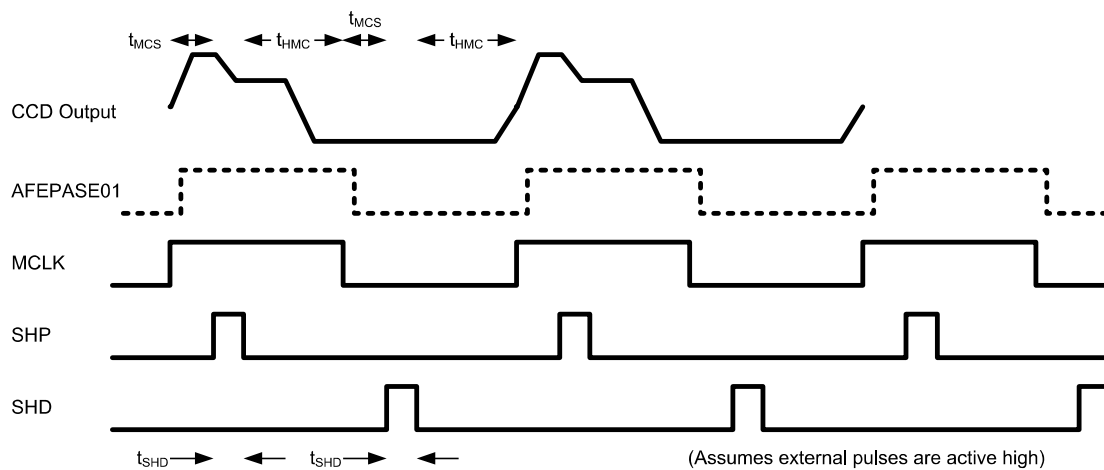 tMCS
tMCS tHMC tHMC
CCD Output
AFEPASE01
MCLK
SHP
SHD
tSHD tSHD (Assumes external pulses are active high)